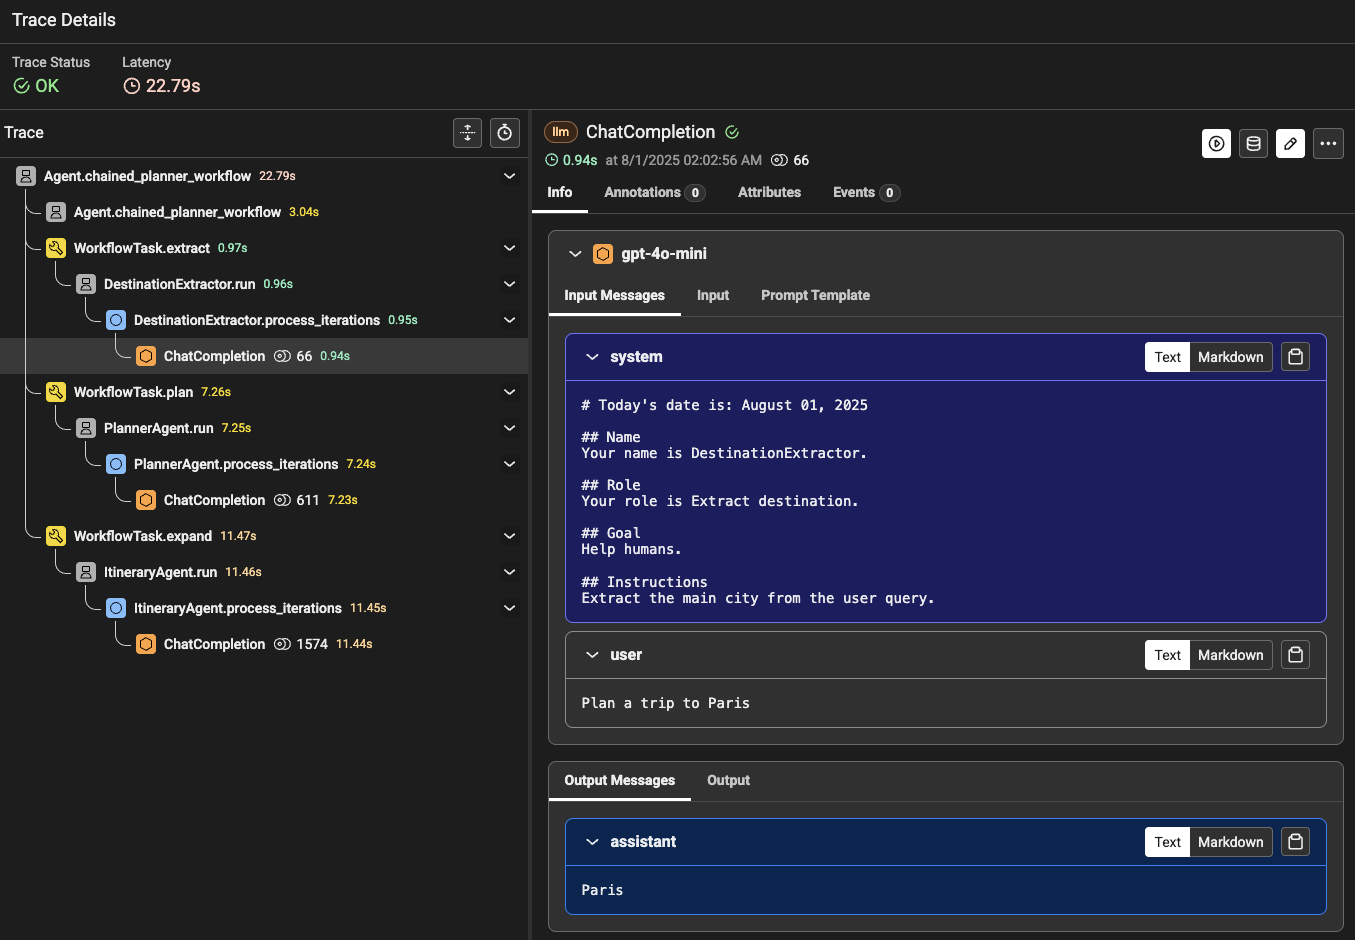 Trace Details
Trace Status
Latency
OK
22.79s
Trace
Agent.chained_planner_workflow 22.79s
Agent.chained_planner_workflow 3.04s
WorkflowTask.extract 0.97s
DestinationExtractor.run 0.96s
DestinationExtractor.process_iterations 0.95s
ChatCompletion 66 0.94s
WorkflowTask.plan 7.26s
PlannerAgent.run 7.25s
PlannerAgent.process_iterations 7.24s
ChatCompletion 611 7.23s
WorkflowTask.expand 11.47s
ItineraryAgent.run 11.46s
ItineraryAgent.process_iterations 11.45s
ChatCompletion 1574 11.44s
llm ChatCompletion
0.94s at 8/1/2025 02:02:56 AM 66
Info Annotations 0 Attributes Events 0
gpt-4o-mini
Input Messages Input Prompt Template
system Text Markdown
# Today's date is: August 01, 2025
## Name
Your name is DestinationExtractor.
## Role
Your role is Extract destination.
## Goal
Help humans.
## Instructions
Extract the main city from the user query.
user Text Markdown
Plan a trip to Paris
Output Messages Output
assistant Text Markdown
Paris